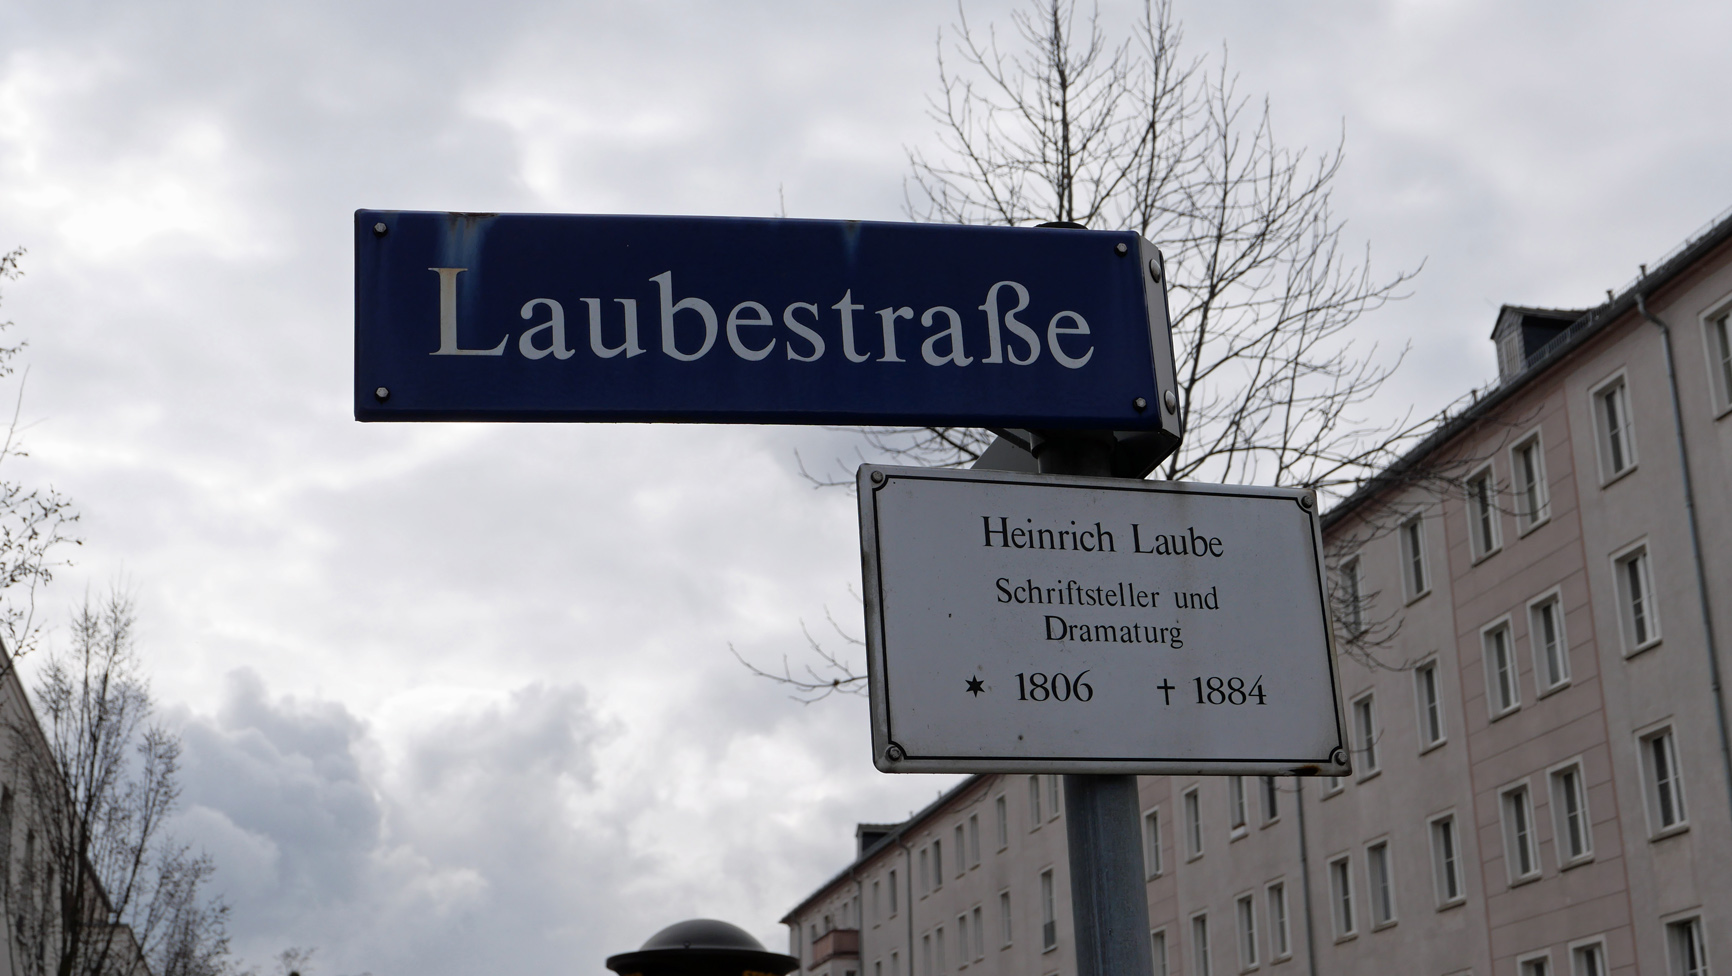 Laubestraße
Heinrich Laube
Schriftsteller und
Dramaturg
✶ 1806 † 1884